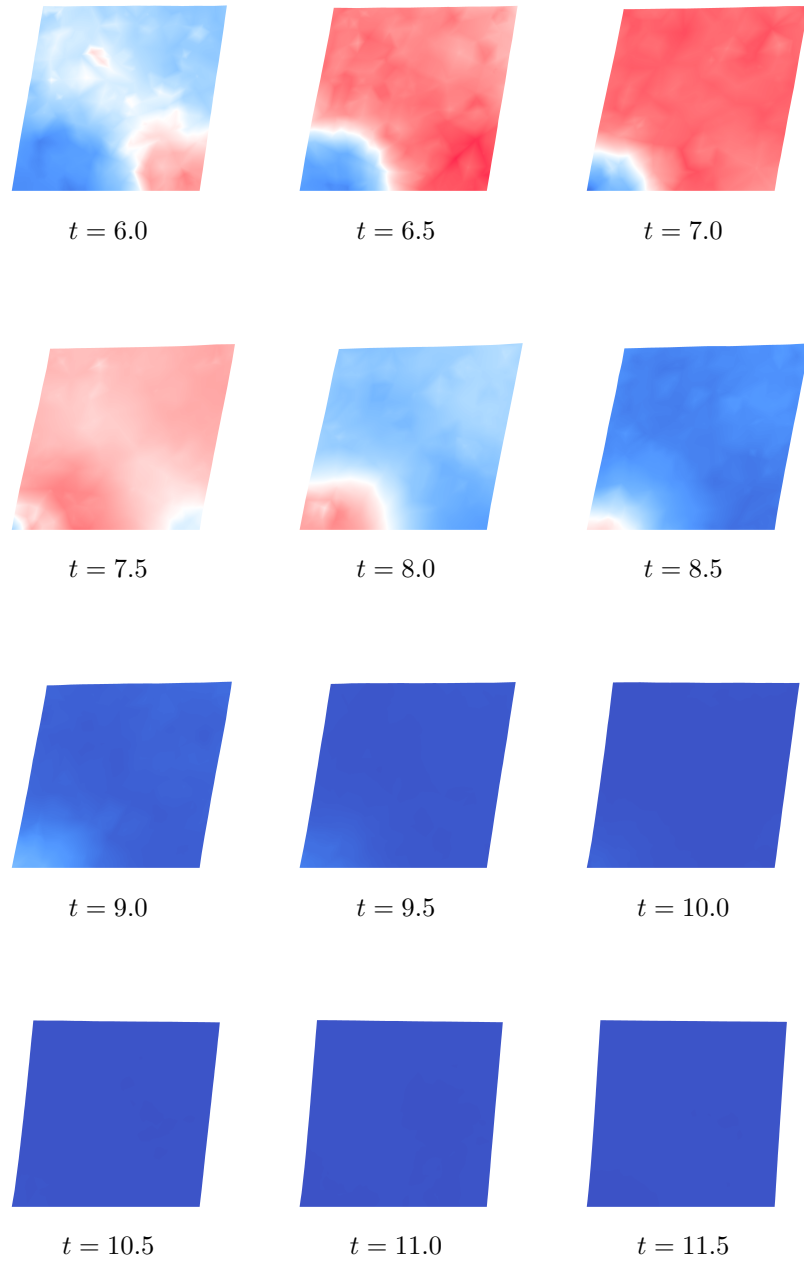 t = 6.0 t = 6.5 t = 7.0
t = 7.5 t = 8.0 t = 8.5
t = 9.0 t = 9.5 t = 10.0
t = 10.5 t = 11.0 t = 11.5